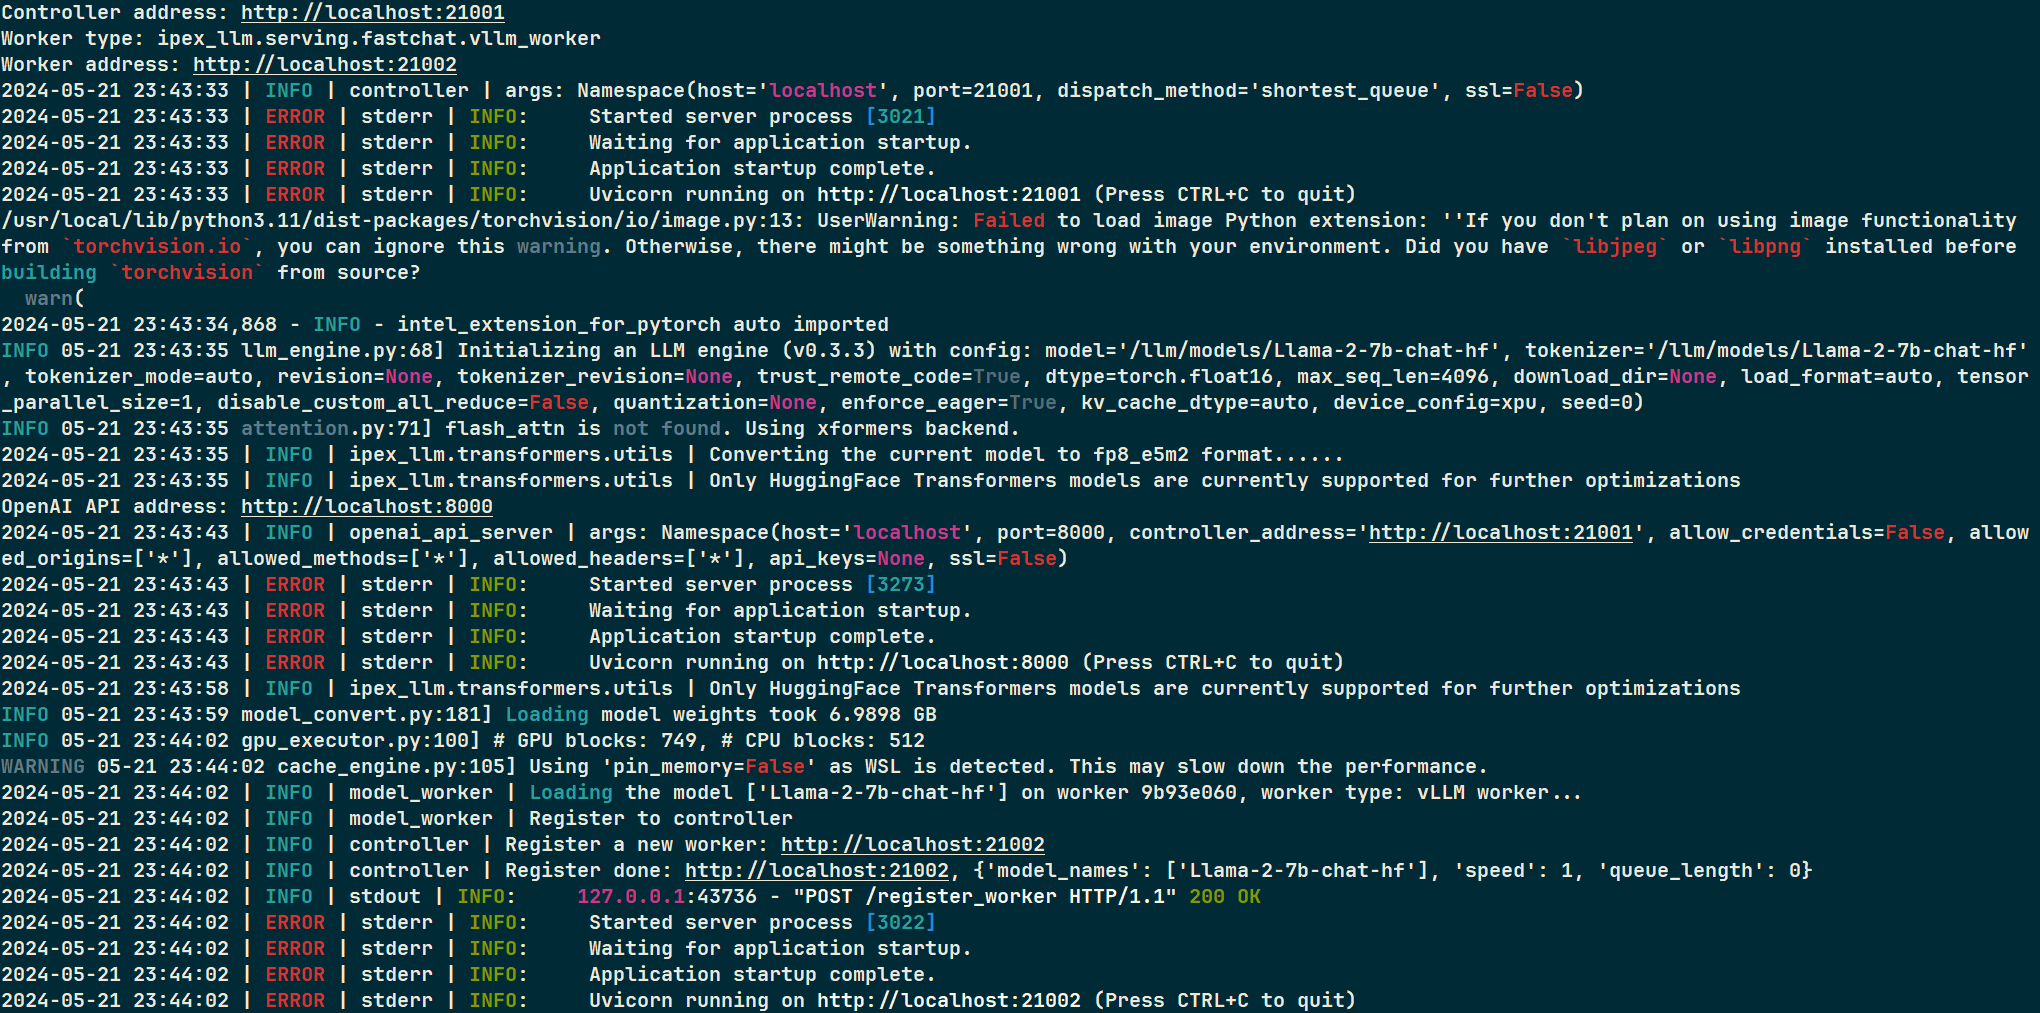 Controller address: http://localhost:21001
Worker type: ipex_llm.serving.fastchat.vllm_worker
Worker address: http://localhost:21002
2024-05-21 23:43:33 | INFO | controller | args: Namespace(host='localhost', port=21001, dispatch_method='shortest_queue', ssl=False)
2024-05-21 23:43:33 | ERROR | stderr | INFO:     Started server process [3021]
2024-05-21 23:43:33 | ERROR | stderr | INFO:     Waiting for application startup.
2024-05-21 23:43:33 | ERROR | stderr | INFO:     Application startup complete.
2024-05-21 23:43:33 | ERROR | stderr | INFO:     Uvicorn running on http://localhost:21001 (Press CTRL+C to quit)
/usr/local/lib/python3.11/dist-packages/torchvision/io/image.py:13: UserWarning: Failed to load image Python extension: ''If you don't plan on using image functionality
from `torchvision.io`, you can ignore this warning. Otherwise, there might be something wrong with your environment. Did you have `libjpeg` or `libpng` installed before
building `torchvision` from source?
  warn(
2024-05-21 23:43:34,868 - INFO - intel_extension_for_pytorch auto imported
INFO 05-21 23:43:35 llm_engine.py:68] Initializing an LLM engine (v0.3.3) with config: model='/llm/models/Llama-2-7b-chat-hf', tokenizer='/llm/models/Llama-2-7b-chat-hf'
, tokenizer_mode=auto, revision=None, tokenizer_revision=None, trust_remote_code=True, dtype=torch.float16, max_seq_len=4096, download_dir=None, load_format=auto, tensor
_parallel_size=1, disable_custom_all_reduce=False, quantization=None, enforce_eager=True, kv_cache_dtype=auto, device_config=xpu, seed=0)
INFO 05-21 23:43:35 attention.py:71] flash_attn is not found. Using xformers backend.
2024-05-21 23:43:35 | INFO | ipex_llm.transformers.utils | Converting the current model to fp8_e5m2 format......
2024-05-21 23:43:35 | INFO | ipex_llm.transformers.utils | Only HuggingFace Transformers models are currently supported for further optimizations
OpenAI API address: http://localhost:8000
2024-05-21 23:43:43 | INFO | openai_api_server | args: Namespace(host='localhost', port=8000, controller_address='http://localhost:21001', allow_credentials=False, allow
ed_origins=['*'], allowed_methods=['*'], allowed_headers=['*'], api_keys=None, ssl=False)
2024-05-21 23:43:43 | ERROR | stderr | INFO:     Started server process [3273]
2024-05-21 23:43:43 | ERROR | stderr | INFO:     Waiting for application startup.
2024-05-21 23:43:43 | ERROR | stderr | INFO:     Application startup complete.
2024-05-21 23:43:43 | ERROR | stderr | INFO:     Uvicorn running on http://localhost:8000 (Press CTRL+C to quit)
2024-05-21 23:43:58 | INFO | ipex_llm.transformers.utils | Only HuggingFace Transformers models are currently supported for further optimizations
INFO 05-21 23:43:59 model_convert.py:181] Loading model weights took 6.9898 GB
INFO 05-21 23:44:02 gpu_executor.py:100] # GPU blocks: 749, # CPU blocks: 512
WARNING 05-21 23:44:02 cache_engine.py:105] Using 'pin_memory=False' as WSL is detected. This may slow down the performance.
2024-05-21 23:44:02 | INFO | model_worker | Loading the model ['Llama-2-7b-chat-hf'] on worker 9b93e060, worker type: vLLM worker...
2024-05-21 23:44:02 | INFO | model_worker | Register to controller
2024-05-21 23:44:02 | INFO | controller | Register a new worker: http://localhost:21002
2024-05-21 23:44:02 | INFO | controller | Register done: http://localhost:21002, {'model_names': ['Llama-2-7b-chat-hf'], 'speed': 1, 'queue_length': 0}
2024-05-21 23:44:02 | INFO | stdout | INFO:     127.0.0.1:43736 - "POST /register_worker HTTP/1.1" 200 OK
2024-05-21 23:44:02 | ERROR | stderr | INFO:     Started server process [3022]
2024-05-21 23:44:02 | ERROR | stderr | INFO:     Waiting for application startup.
2024-05-21 23:44:02 | ERROR | stderr | INFO:     Application startup complete.
2024-05-21 23:44:02 | ERROR | stderr | INFO:     Uvicorn running on http://localhost:21002 (Press CTRL+C to quit)